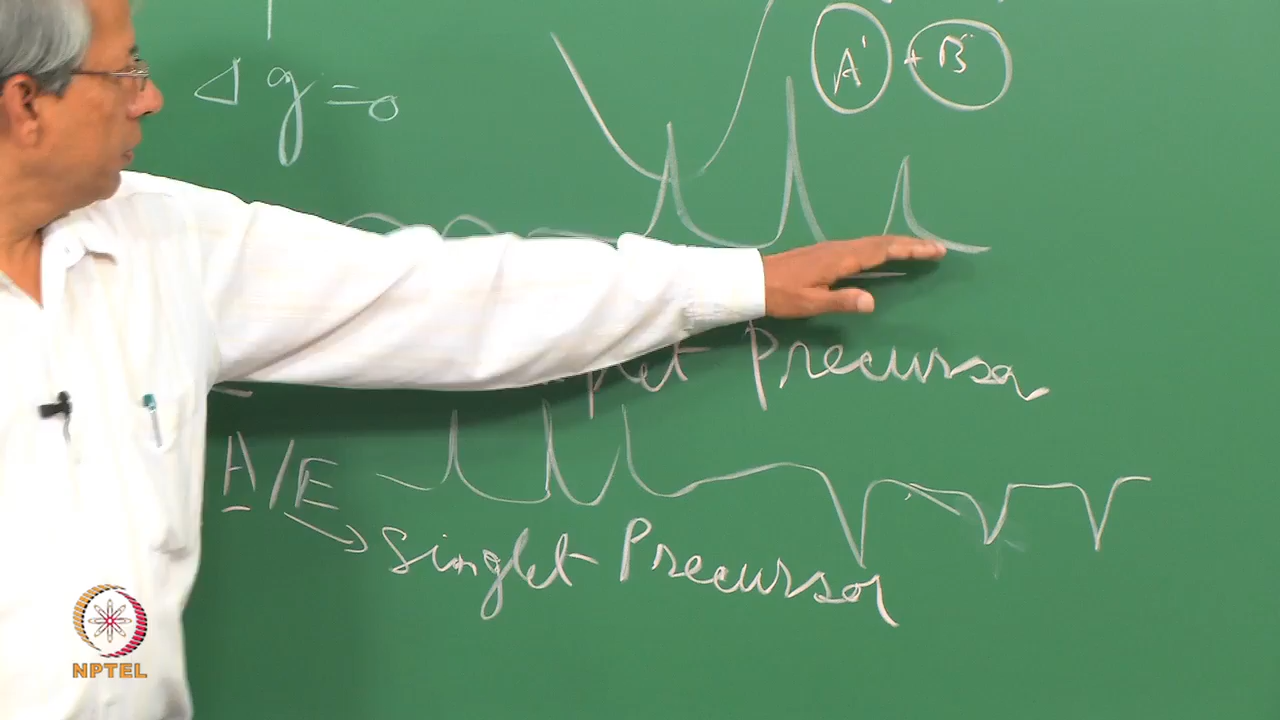 Δg = 0
A˙ + B˙
Precursor
A/E
Singlet Precursor
NPTEL